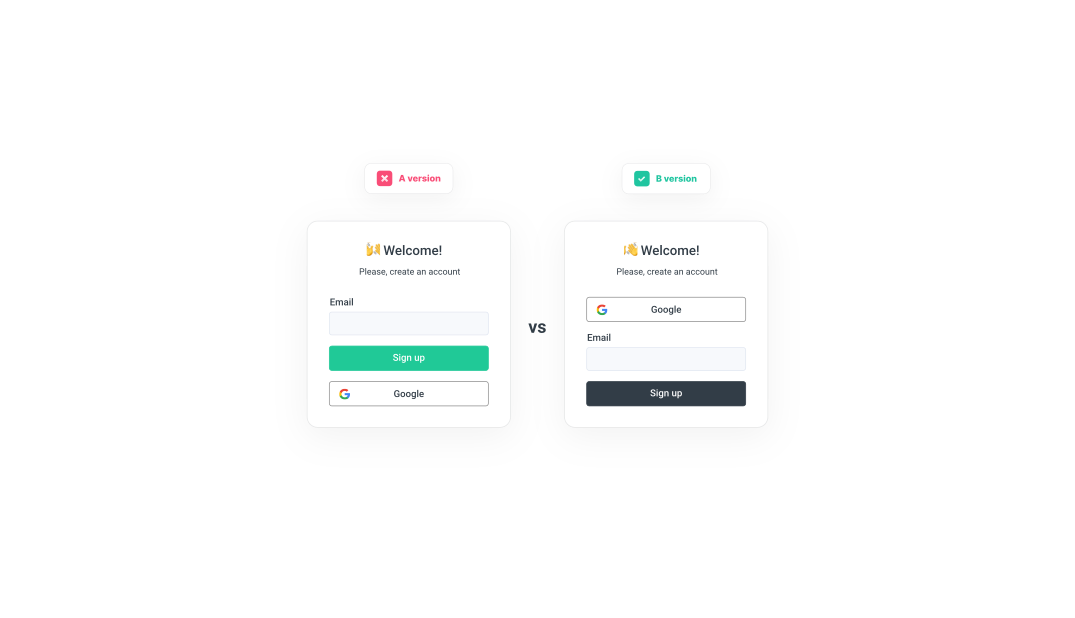 A version
B version
Welcome!
Please, create an account
Email
Sign up
Google
vs
Welcome!
Please, create an account
Google
Email
Sign up